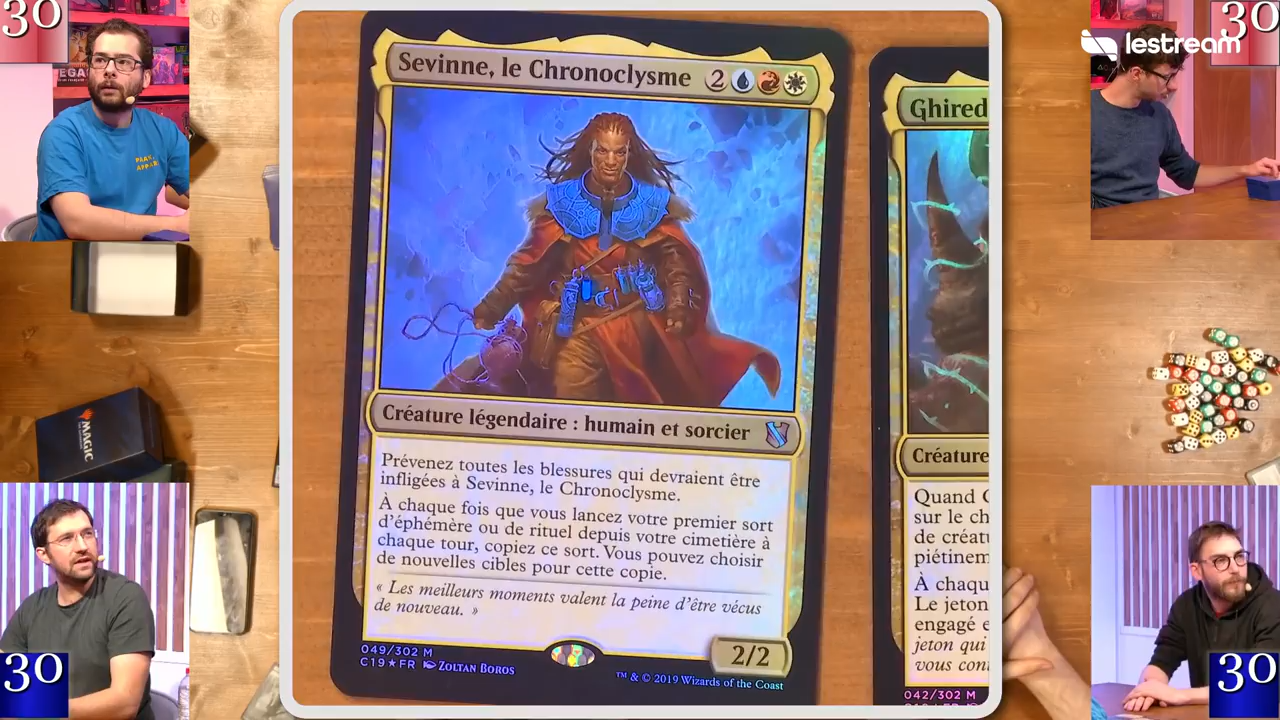 30
30
lestream
Sevinne, le Chronoclysme 2
Ghired
Créature légendaire : humain et sorcier
Créature
Prévenez toutes les blessures qui devraient être
infligées à Sevinne, le Chronoclysme.
À chaque fois que vous lancez votre premier sort
d'éphémère ou de rituel depuis votre cimetière à
chaque tour, copiez ce sort. Vous pouvez choisir
de nouvelles cibles pour cette copie.
« Les meilleurs moments valent la peine d'être vécus
de nouveau. »
2/2
049/302 M
C19★FR Zoltan Boros
™ & © 2019 Wizards of the Coast
Quand
sur le ch
de créatu
piétinem
À chaqu
Le jeton
engagé e
jeton qui
vous con
042/302 M
MAGIC
30
30